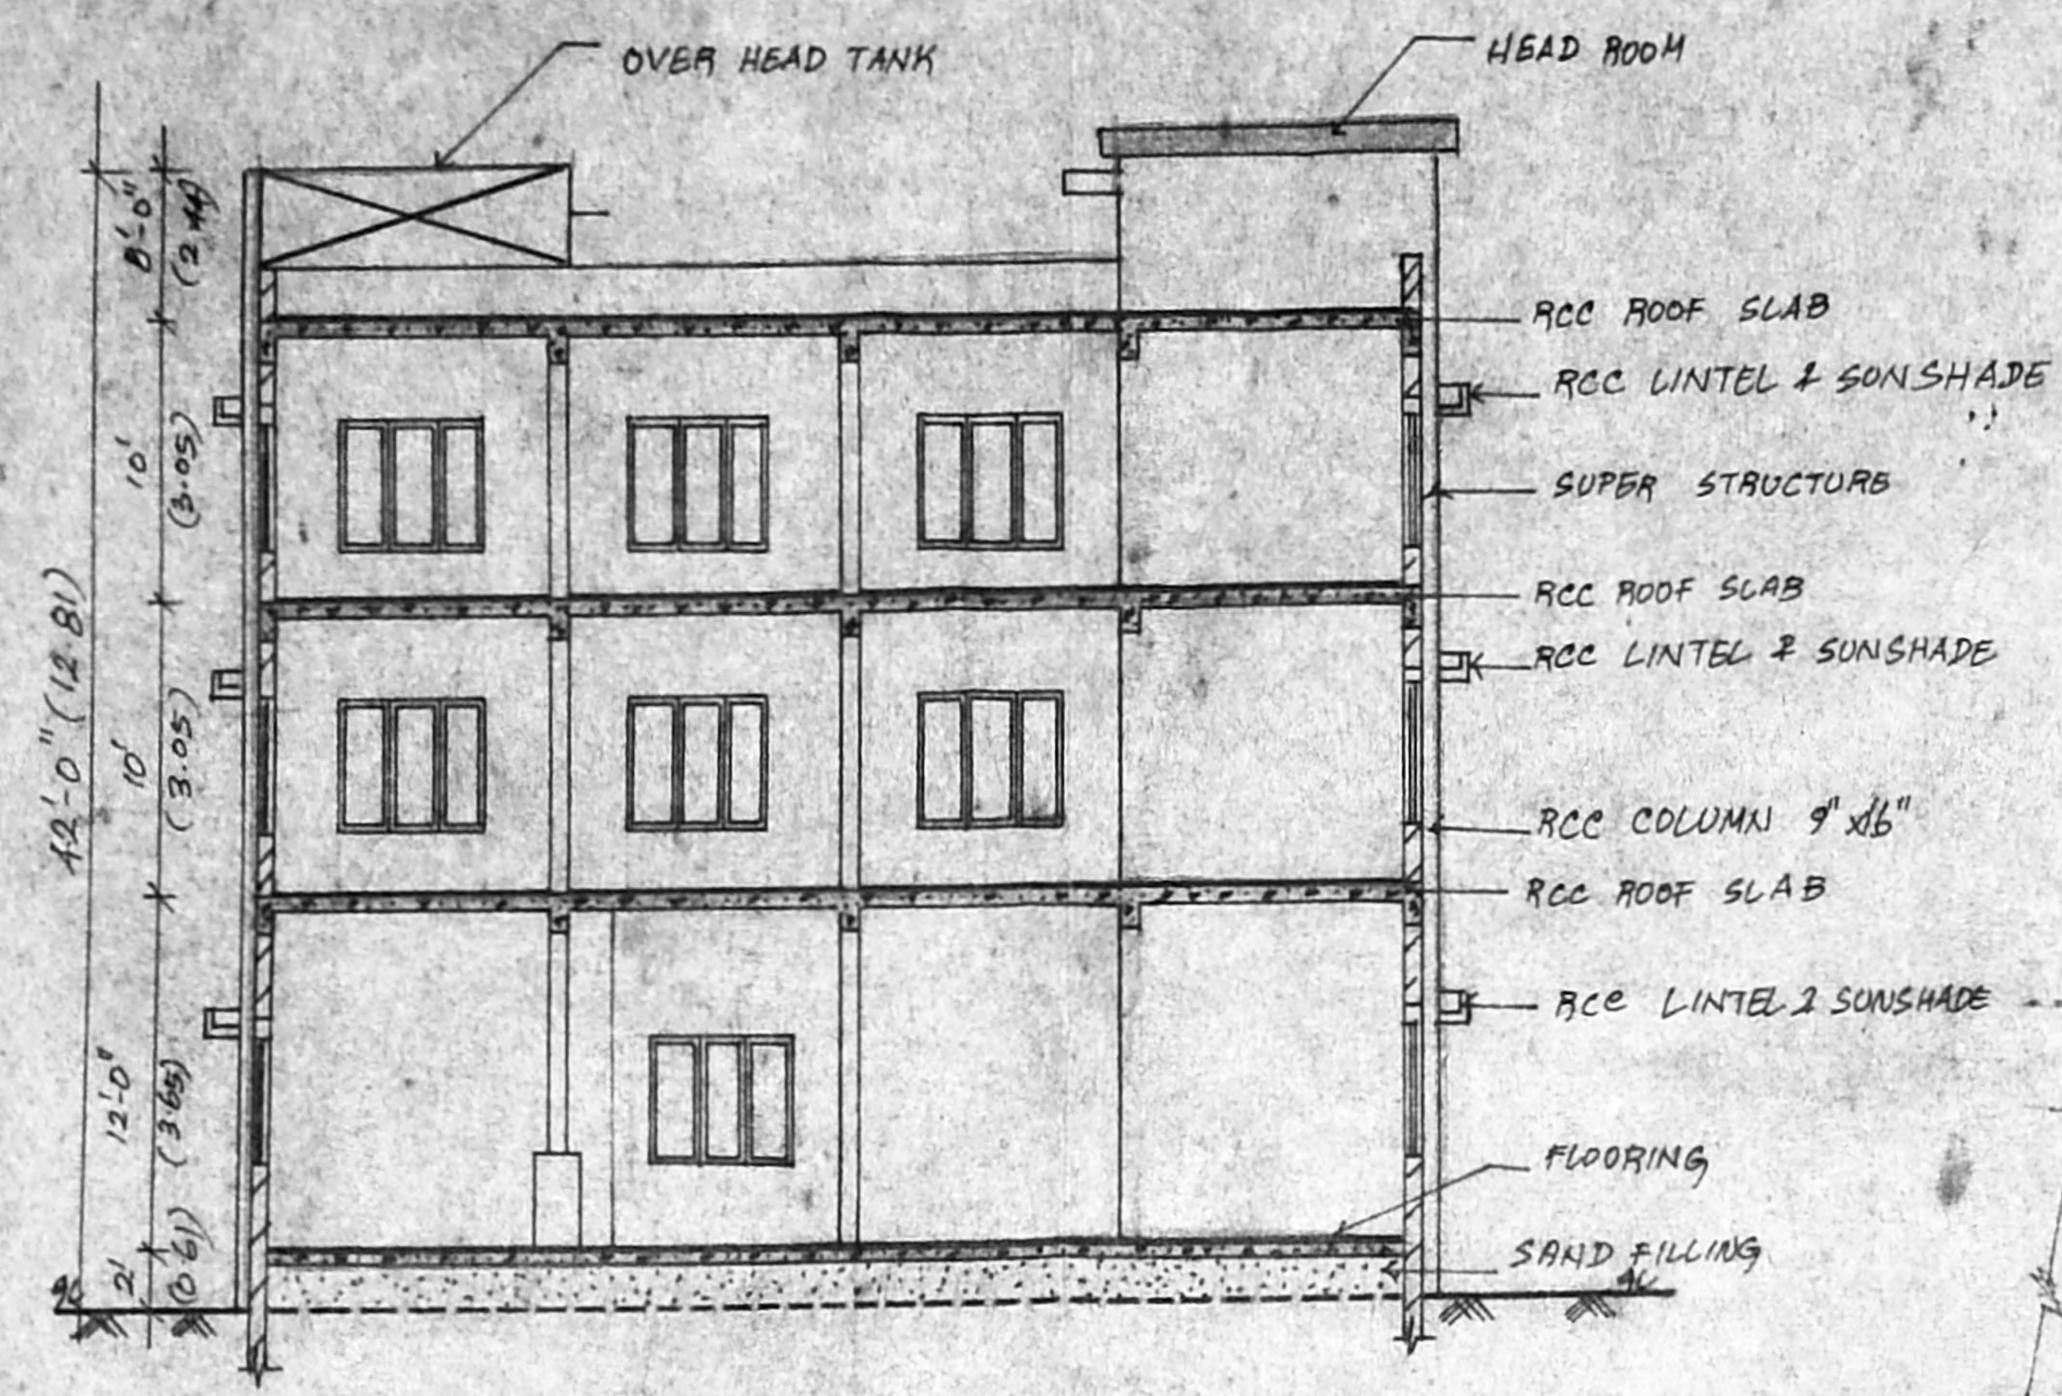 OVER HEAD TANK
HEAD ROOM
8'-0"
(2.44)
RCC ROOF SLAB
RCC LINTEL & SUNSHADE
10'
(3.05)
SUPER STRUCTURE
RCC ROOF SLAB
42'-0" (12.81)
RCC LINTEL & SUNSHADE
10'
(3.05)
RCC COLUMN 9" x16"
RCC ROOF SLAB
RCC LINTEL & SUNSHADE
12'-0"
(3.65)
FLOORING
2'
(0.61)
SAND FILLING
GL
GL